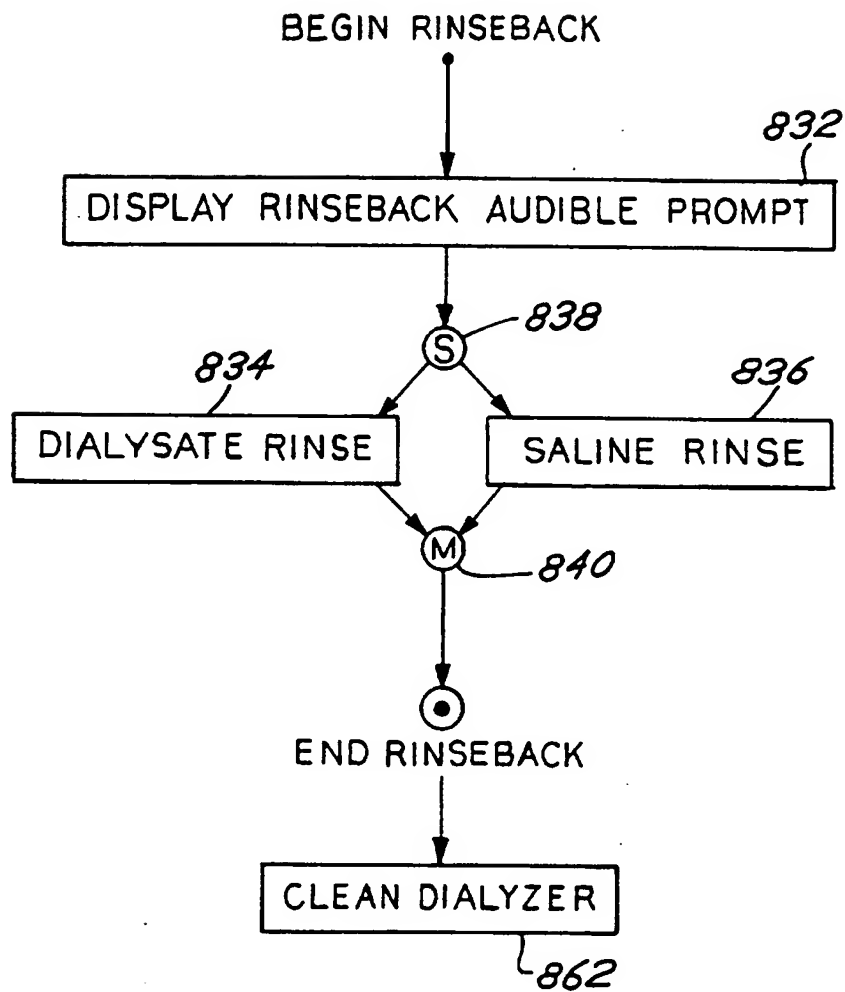 BEGIN RINSEBACK
832
DISPLAY RINSEBACK AUDIBLE PROMPT
838
S
834
836
DIALYSATE RINSE
SALINE RINSE
M
840
END RINSEBACK
CLEAN DIALYZER
862